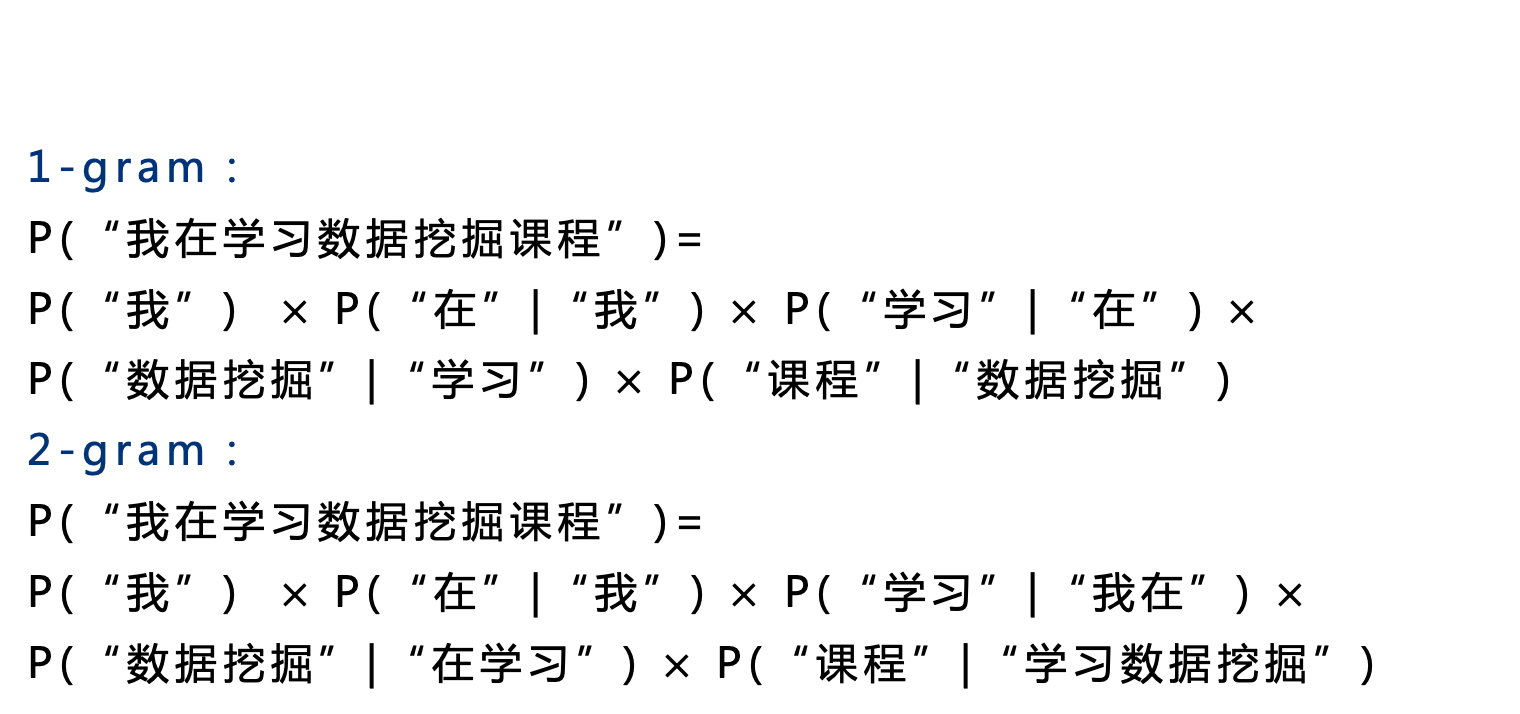 1-gram：
P(“我在学习数据挖掘课程”)=
P(“我”) × P(“在”|“我”) × P(“学习”|“在”) ×
P(“数据挖掘”|“学习”) × P(“课程”|“数据挖掘”)
2-gram：
P(“我在学习数据挖掘课程”)=
P(“我”) × P(“在”|“我”) × P(“学习”|“我在”) ×
P(“数据挖掘”|“在学习”) × P(“课程”|“学习数据挖掘”)